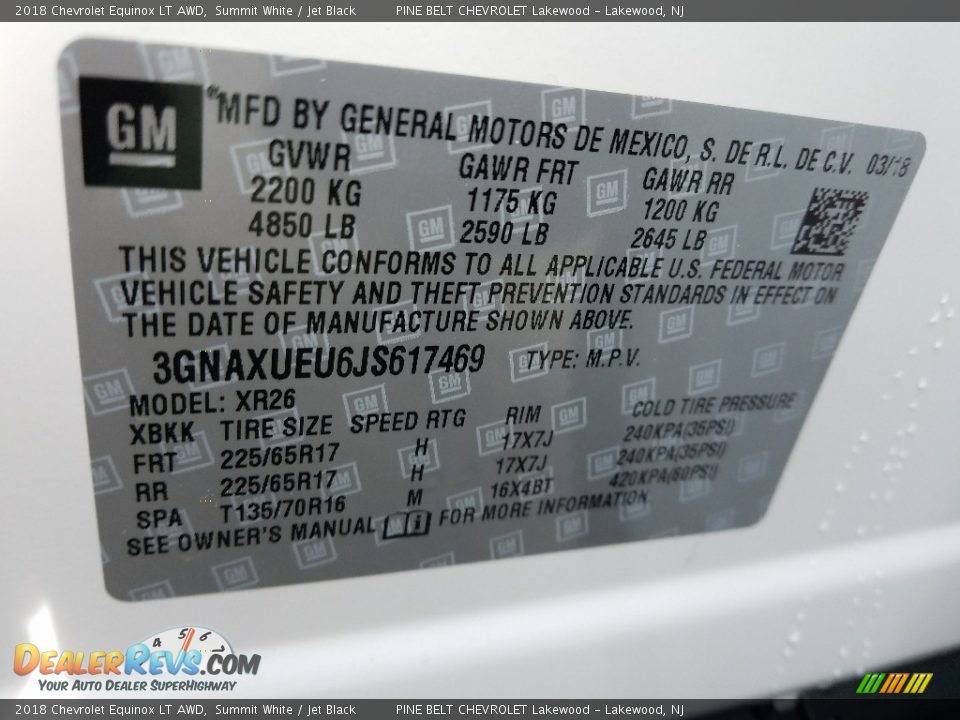 2018 Chevrolet Equinox LT AWD, Summit White / Jet Black PINE BELT CHEVROLET Lakewood - Lakewood, NJ
GM
MFD BY GENERAL MOTORS DE MEXICO, S. DE R.L. DE C.V. 03/18
GVWR GAWR FRT GAWR RR
2200 KG 1175 KG 1200 KG
4850 LB 2590 LB 2645 LB
THIS VEHICLE CONFORMS TO ALL APPLICABLE U.S. FEDERAL MOTOR
VEHICLE SAFETY AND THEFT PREVENTION STANDARDS IN EFFECT ON
THE DATE OF MANUFACTURE SHOWN ABOVE.
3GNAXUEU6JS617469 TYPE: M.P.V.
MODEL: XR26
XBKK TIRE SIZE SPEED RTG RIM COLD TIRE PRESSURE
FRT 225/65R17 H 17X7J 240KPA(35PSI)
RR 225/65R17 H 17X7J 240KPA(35PSI)
SPA T135/70R16 M 16X4BT 420KPA(60PSI)
SEE OWNER'S MANUAL i FOR MORE INFORMATION
4 5 6
DEALERREVS.COM
YOUR AUTO DEALER SUPERHIGHWAY
2018 Chevrolet Equinox LT AWD, Summit White / Jet Black PINE BELT CHEVROLET Lakewood - Lakewood, NJ